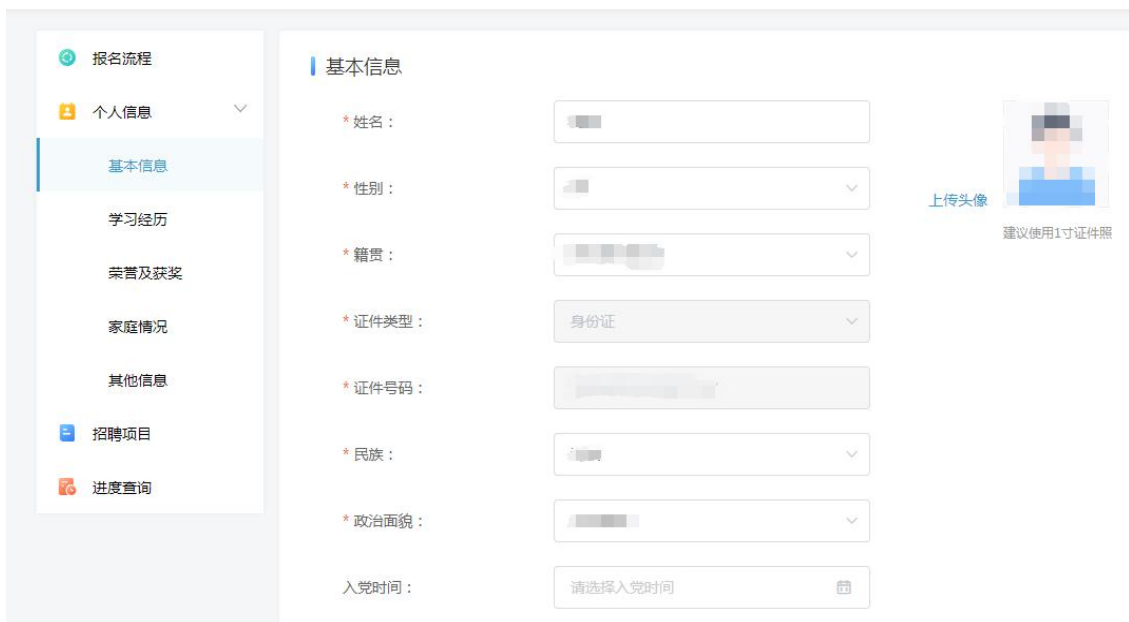 报名流程
个人信息
基本信息
学习经历
荣誉及获奖
家庭情况
其他信息
招聘项目
进度查询
基本信息
*姓名：
*性别：
*籍贯：
*证件类型：
身份证
*证件号码：
*民族：
*政治面貌：
入党时间：
请选择入党时间
上传头像
建议使用1寸证件照